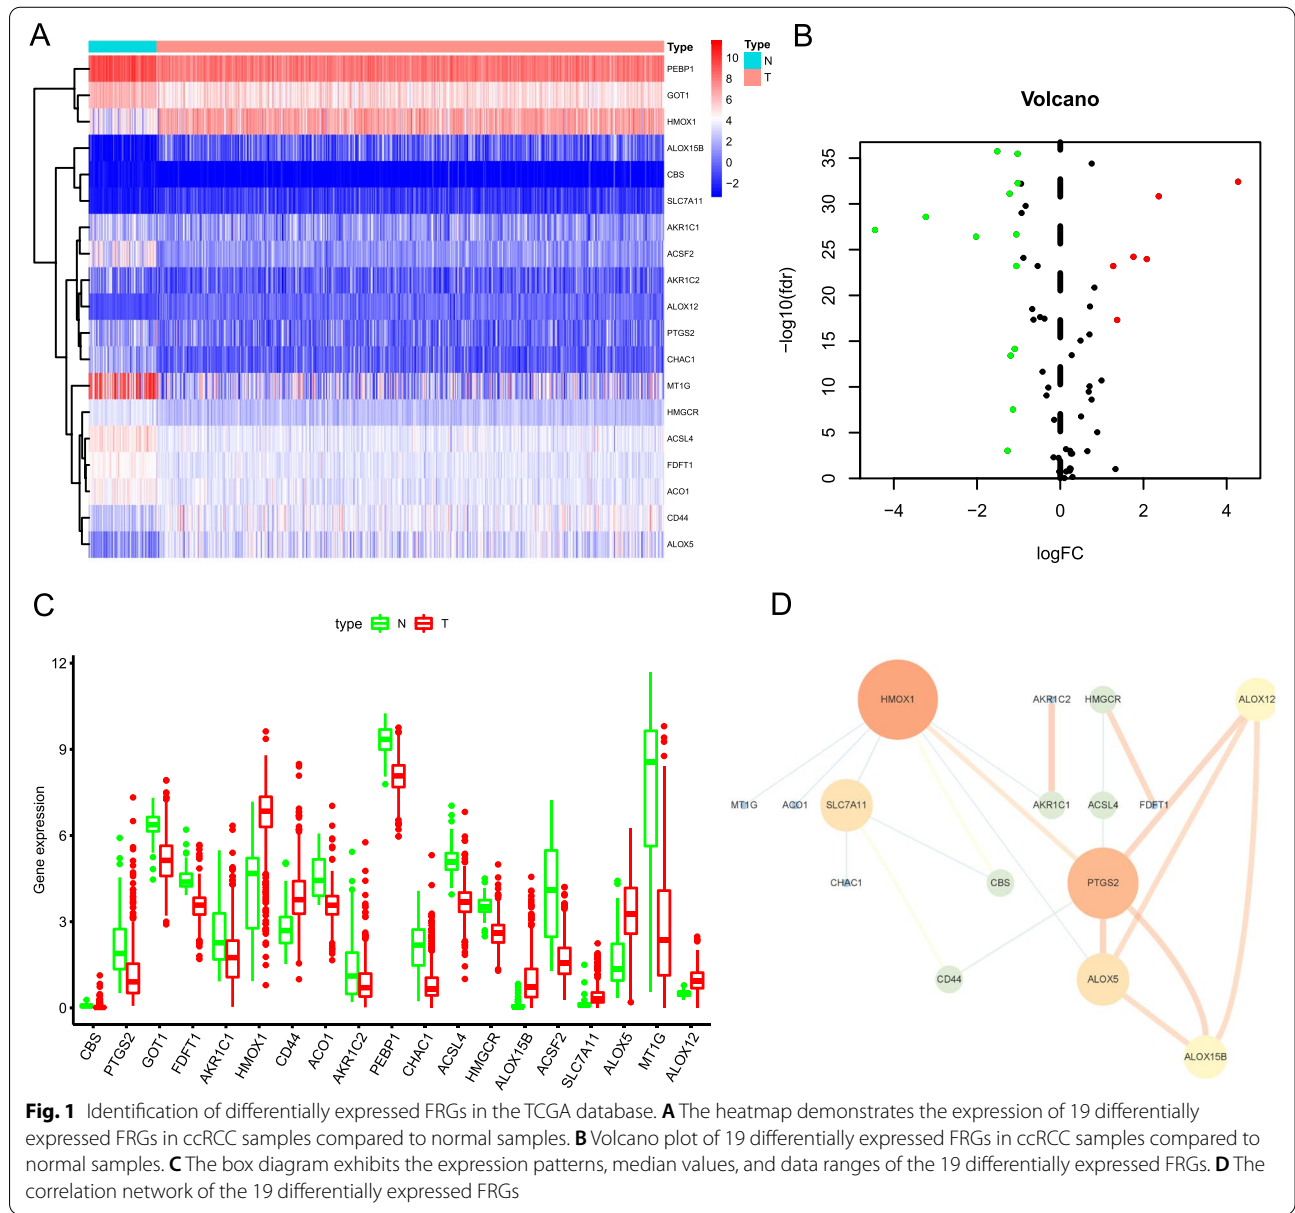 A
Type
PEBP1
GOT1
HMOX1
ALOX15B
CBS
SLC7A11
AKR1C1
ACSF2
AKR1C2
ALOX12
PTGS2
CHAC1
MT1G
HMGCR
ACSL4
FDFT1
ACO1
CD44
ALOX5
10
8
6
4
2
0
−2
Type
N
T
B
Volcano
−log10(fdr)
35
30
25
20
15
10
5
0
−4 −2 0 2 4
logFC
C
type N T
Gene expression
12
9
6
3
0
CBS PTGS2 GOT1 FDFT1 AKR1C1 HMOX1 CD44 ACO1 AKR1C2 PEBP1 CHAC1 ACSL4 HMGCR ALOX15B ACSF2 SLC7A11 ALOX5 MT1G ALOX12
D
HMOX1 AKR1C2 HMGCR ALOX12
MT1G ACO1 SLC7A11 AKR1C1 ACSL4 FDFT1
CHAC1 CBS PTGS2
CD44 ALOX5
ALOX15B
Fig. 1 Identification of differentially expressed FRGs in the TCGA database. A The heatmap demonstrates the expression of 19 differentially
expressed FRGs in ccRCC samples compared to normal samples. B Volcano plot of 19 differentially expressed FRGs in ccRCC samples compared to
normal samples. C The box diagram exhibits the expression patterns, median values, and data ranges of the 19 differentially expressed FRGs. D The
correlation network of the 19 differentially expressed FRGs